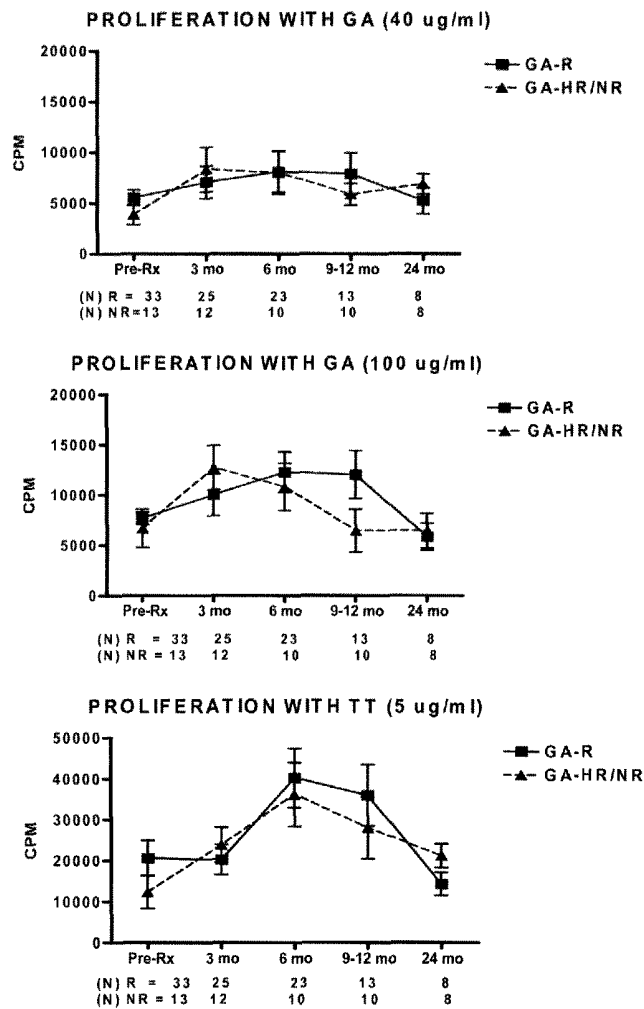 PROLIFERATION WITH GA (40 ug/ml)
20000
15000
10000
5000
0
CPM
GA-R
GA-HR/NR
Pre-Rx 3 mo 6 mo 9-12 mo 24 mo
(N) R = 33 25 23 13 8
(N) NR=13 12 10 10 8
PROLIFERATION WITH GA (100 ug/ml)
20000
15000
10000
5000
0
CPM
GA-R
GA-HR/NR
Pre-Rx 3 mo 6 mo 9-12 mo 24 mo
(N) R = 33 25 23 13 8
(N) NR = 13 12 10 10 8
PROLIFERATION WITH TT (5 ug/ml)
50000
40000
30000
20000
10000
0
CPM
GA-R
GA-HR/NR
Pre-Rx 3 mo 6 mo 9-12 mo 24 mo
(N) R = 33 25 23 13 8
(N) NR = 13 12 10 10 8